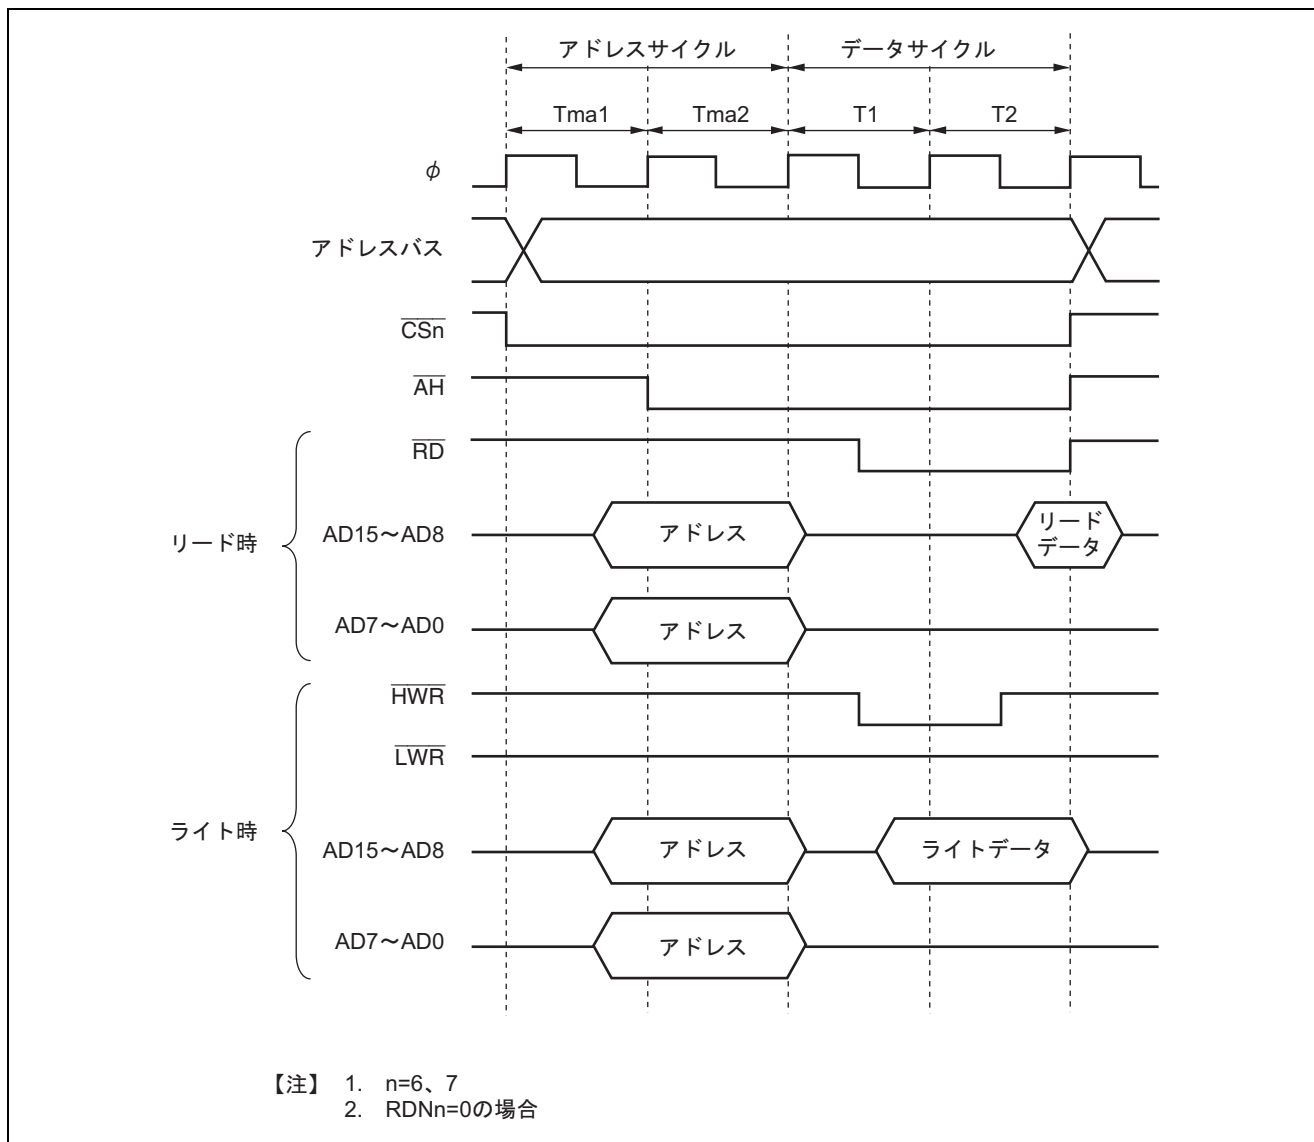 アドレスサイクル データサイクル
Tma1 Tma2 T1 T2
φ
アドレスバス
CSn
AH
RD
リード時
AD15～AD8 アドレス リード
データ
AD7～AD0 アドレス
HWR
LWR
ライト時
AD15～AD8 アドレス ライトデータ
AD7～AD0 アドレス
【注】 1. n=6、7
2. RDNn=0の場合